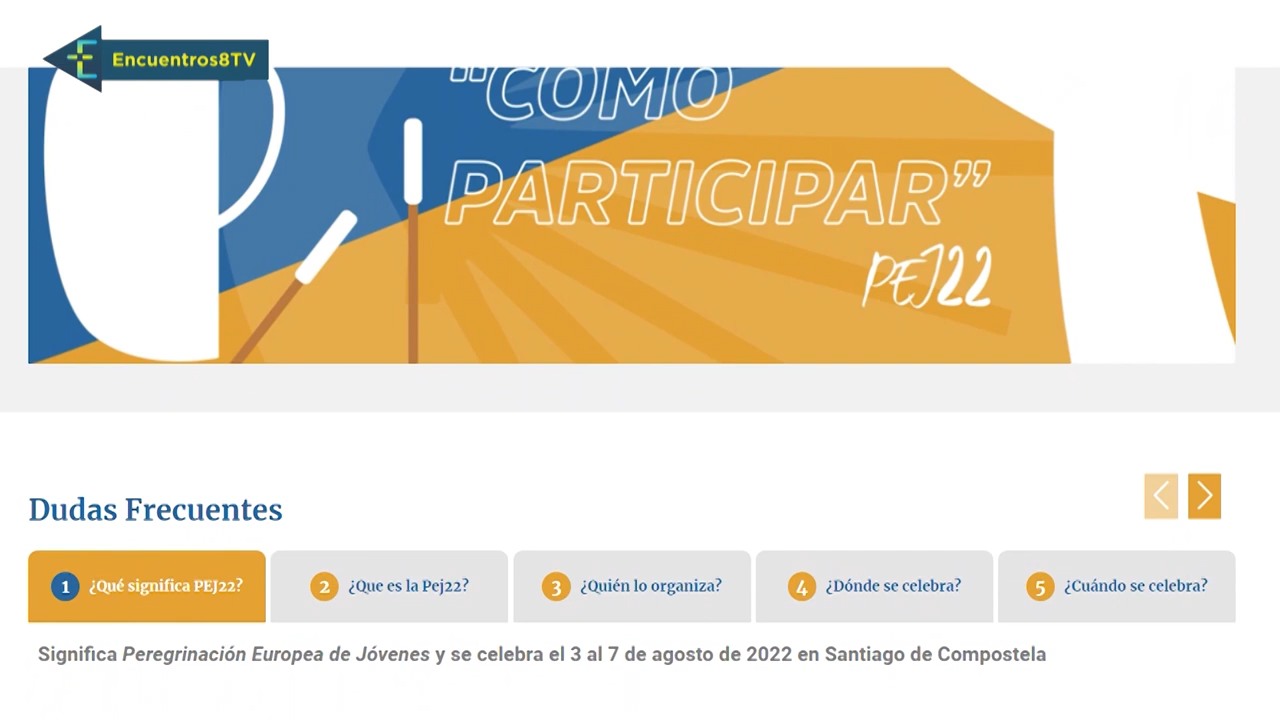 Encuentros8TV
"COMO
PARTICIPAR"
PEJ22
Dudas Frecuentes
1 ¿Qué significa PEJ22?
2 ¿Que es la Pej22?
3 ¿Quién lo organiza?
4 ¿Dónde se celebra?
5 ¿Cuándo se celebra?
Significa Peregrinación Europea de Jóvenes y se celebra el 3 al 7 de agosto de 2022 en Santiago de Compostela